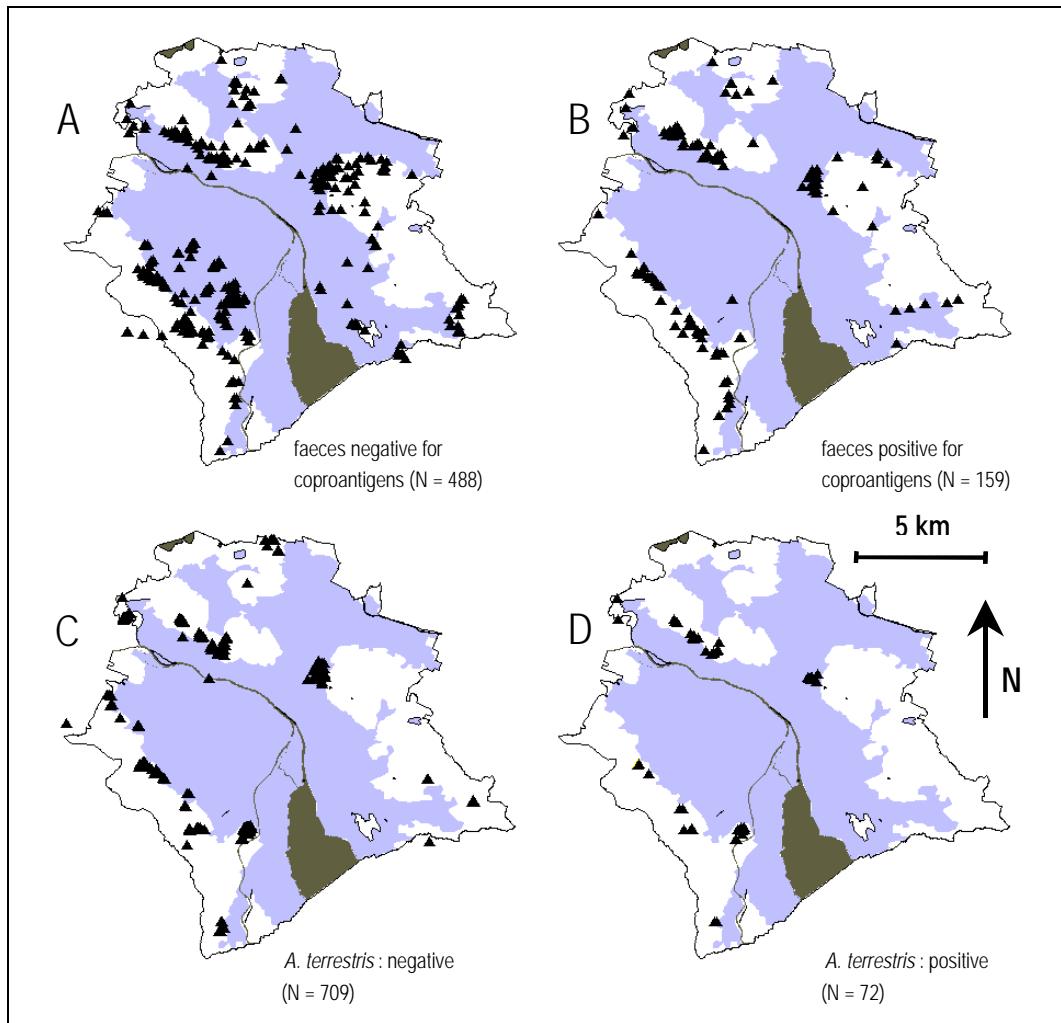 A
B
faeces negative for
coproantigens (N = 488)
faeces positive for
coproantigens (N = 159)
5 km
C
D
N
A. terrestris : negative
(N = 709)
A. terrestris : positive
(N = 72)